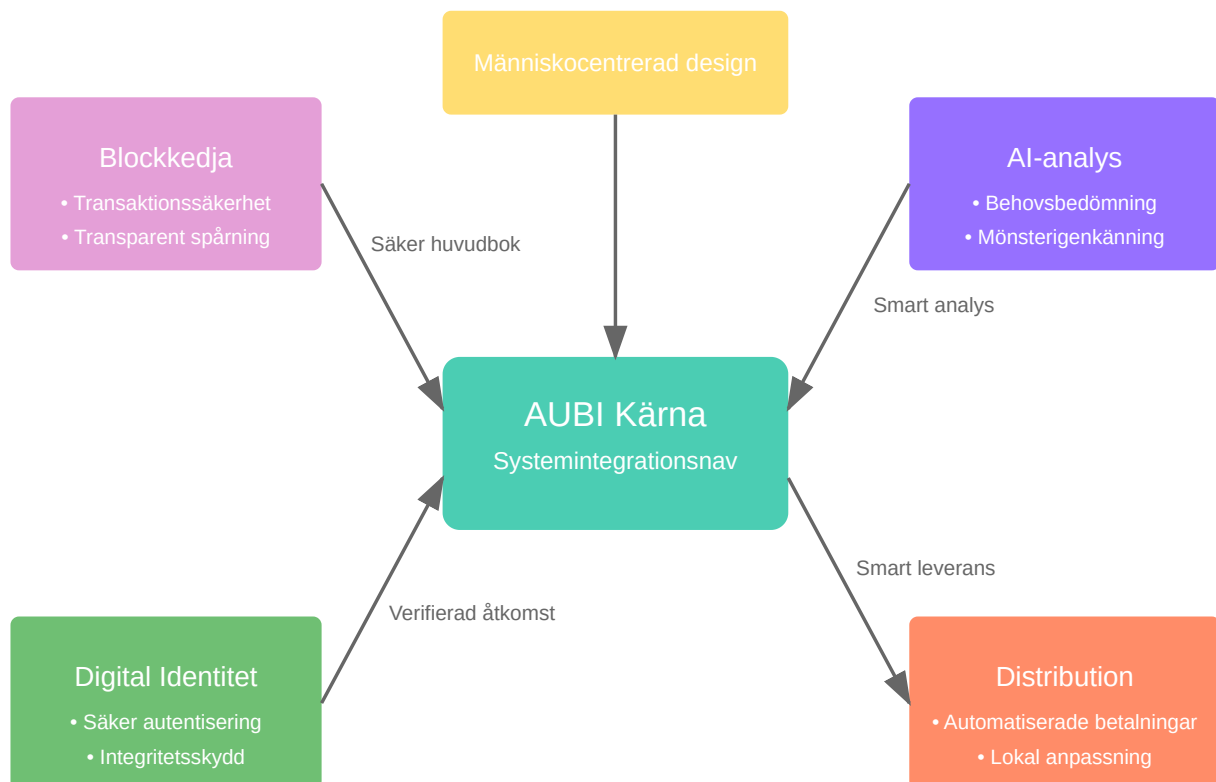 Människocentrerad design
Blockkedja
• Transaktionssäkerhet
• Transparent spårning
AI-analys
• Behovsbedömning
• Mönsterigenkänning
Säker huvudbok
Smart analys
AUBI Kärna
Systemintegrationsnav
Smart leverans
Verifierad åtkomst
Digital Identitet
• Säker autentisering
• Integritetsskydd
Distribution
• Automatiserade betalningar
• Lokal anpassning